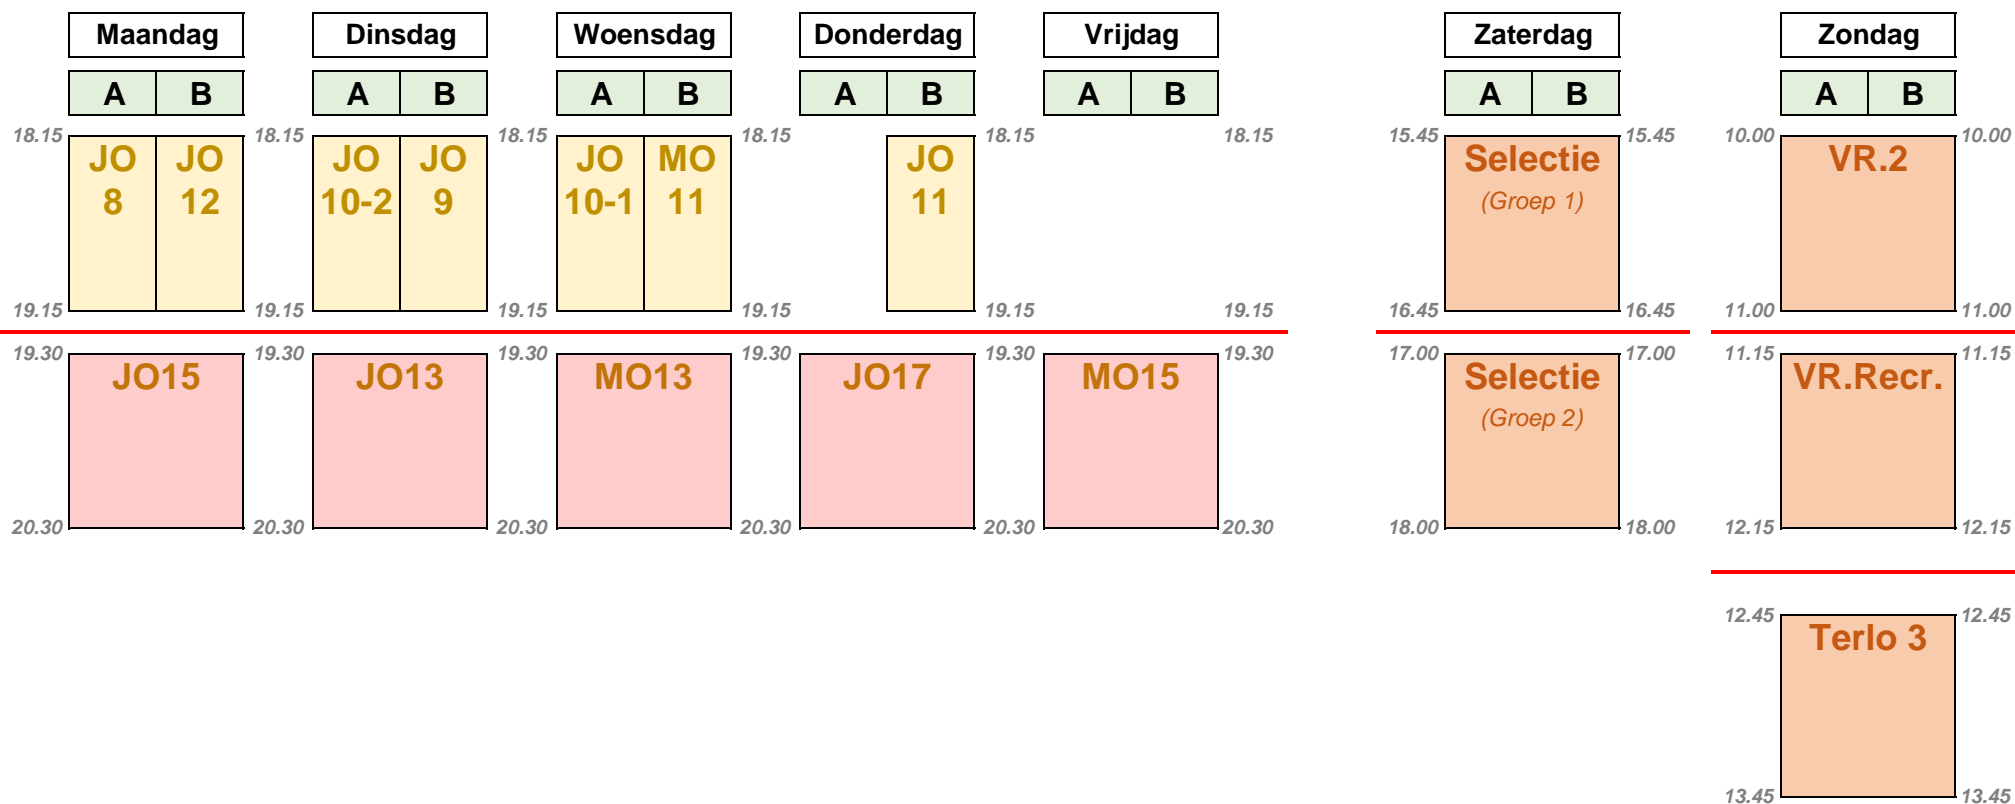 Maandag Dinsdag Woensdag Donderdag Vrijdag Zaterdag Zondag
A B A B A B A B A B A B A B
18.15 18.15 18.15 18.15 18.15 18.15 15.45 15.45 10.00 10.00
JO JO JO JO JO MO JO Selectie VR.2
8 12 10-2 9 10-1 11 11 (Groep 1)
19.15 19.15 19.15 19.15 19.15 19.15 16.45 16.45 11.00 11.00
19.30 19.30 19.30 19.30 19.30 19.30 17.00 17.00 11.15 11.15
JO15 JO13 MO13 JO17 MO15 Selectie VR.Recr.
(Groep 2)
20.30 20.30 20.30 20.30 20.30 20.30 18.00 18.00 12.15 12.15
12.45 12.45
Terlo 3
13.45 13.45